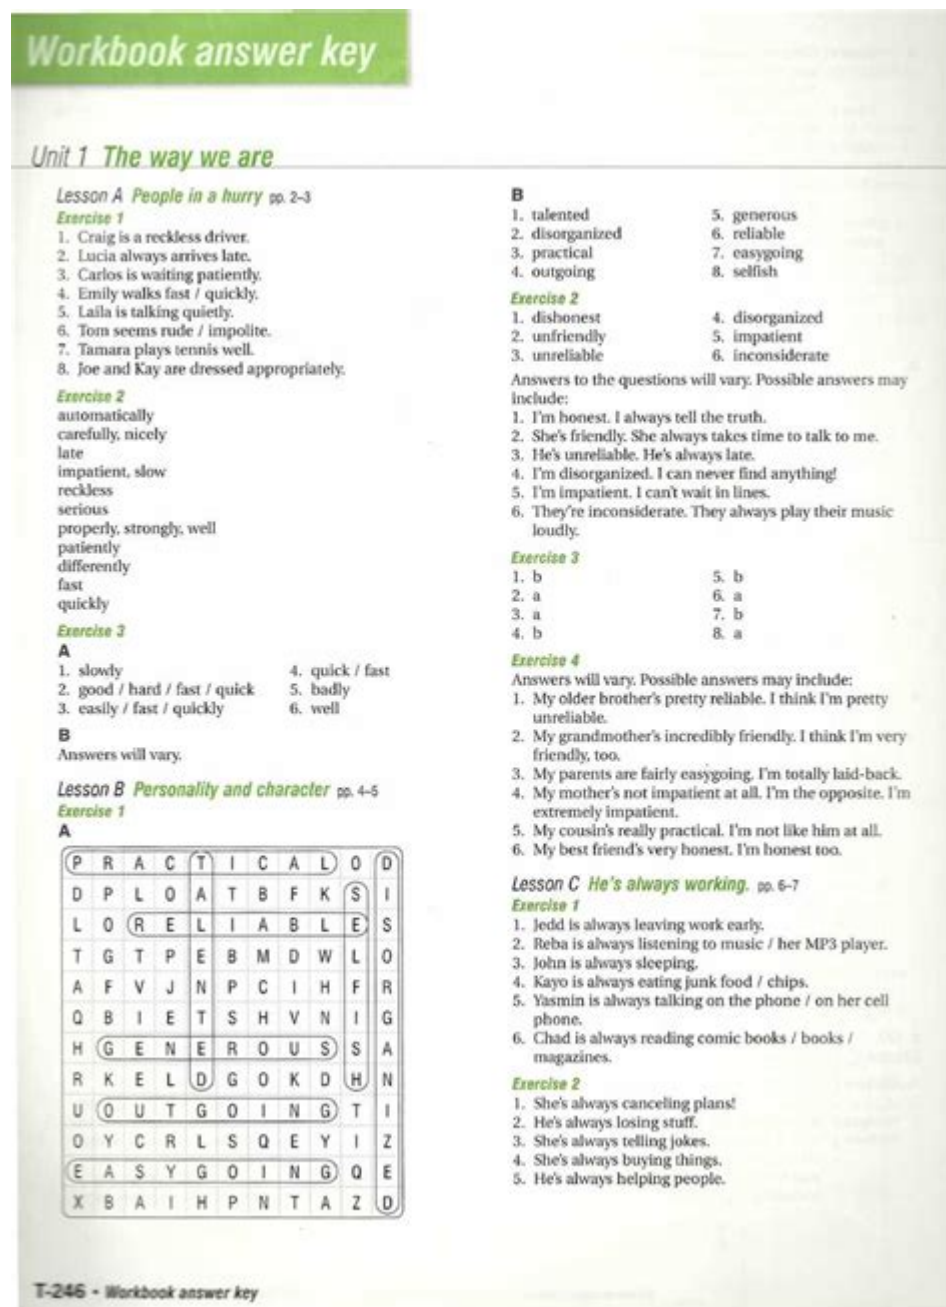 Workbook answer key
Unit 1 The way we are
Lesson A People in a hurry pp. 2–3
Exercise 1
1. Craig is a reckless driver.
2. Lucia always arrives late.
3. Carlos is waiting patiently.
4. Emily walks fast / quickly.
5. Laila is talking quietly.
6. Tom seems rude / impolite.
7. Tamara plays tennis well.
8. Joe and Kay are dressed appropriately.
Exercise 2
automatically
carefully, nicely
late
impatient, slow
reckless
serious
properly, strongly, well
patiently
differently
fast
quickly
Exercise 3
A
1. slowly 4. quick / fast
2. good / hard / fast / quick 5. badly
3. easily / fast / quickly 6. well
B
Answers will vary.
Lesson B Personality and character pp. 4–5
Exercise 1
A
P R A C T I C A L O D
D P L O A T B F K S I
L O R E L I A B L E S
T G T P E B M D W L O
A F V J N P C I H F R
Q B I E T S H V N I G
H G E N E R O U S S A
R K E L D G O K D H N
U O U T G O I N G T I
O Y C R L S Q E Y I Z
E A S Y G O I N G Q E
X B A I H P N T A Z D
B
1. talented 5. generous
2. disorganized 6. reliable
3. practical 7. easygoing
4. outgoing 8. selfish
Exercise 2
1. dishonest 4. disorganized
2. unfriendly 5. impatient
3. unreliable 6. inconsiderate
Answers to the questions will vary. Possible answers may
include:
1. I'm honest. I always tell the truth.
2. She's friendly. She always takes time to talk to me.
3. He's unreliable. He's always late.
4. I'm disorganized. I can never find anything!
5. I'm impatient. I can't wait in lines.
6. They're inconsiderate. They always play their music
loudly.
Exercise 3
1. b 5. b
2. a 6. a
3. a 7. b
4. b 8. a
Exercise 4
Answers will vary. Possible answers may include:
1. My older brother's pretty reliable. I think I'm pretty
unreliable.
2. My grandmother's incredibly friendly. I think I'm very
friendly, too.
3. My parents are fairly easygoing. I'm totally laid-back.
4. My mother's not impatient at all. I'm the opposite. I'm
extremely impatient.
5. My cousin's really practical. I'm not like him at all.
6. My best friend's very honest. I'm honest too.
Lesson C He's always working. pp. 6–7
Exercise 1
1. Jedd is always leaving work early.
2. Reba is always listening to music / her MP3 player.
3. John is always sleeping.
4. Kayo is always eating junk food / chips.
5. Yasmin is always talking on the phone / on her cell
phone.
6. Chad is always reading comic books / books /
magazines.
Exercise 2
1. She's always canceling plans!
2. He's always losing stuff.
3. She's always telling jokes.
4. She's always buying things.
5. He's always helping people.
T-246 • Workbook answer key